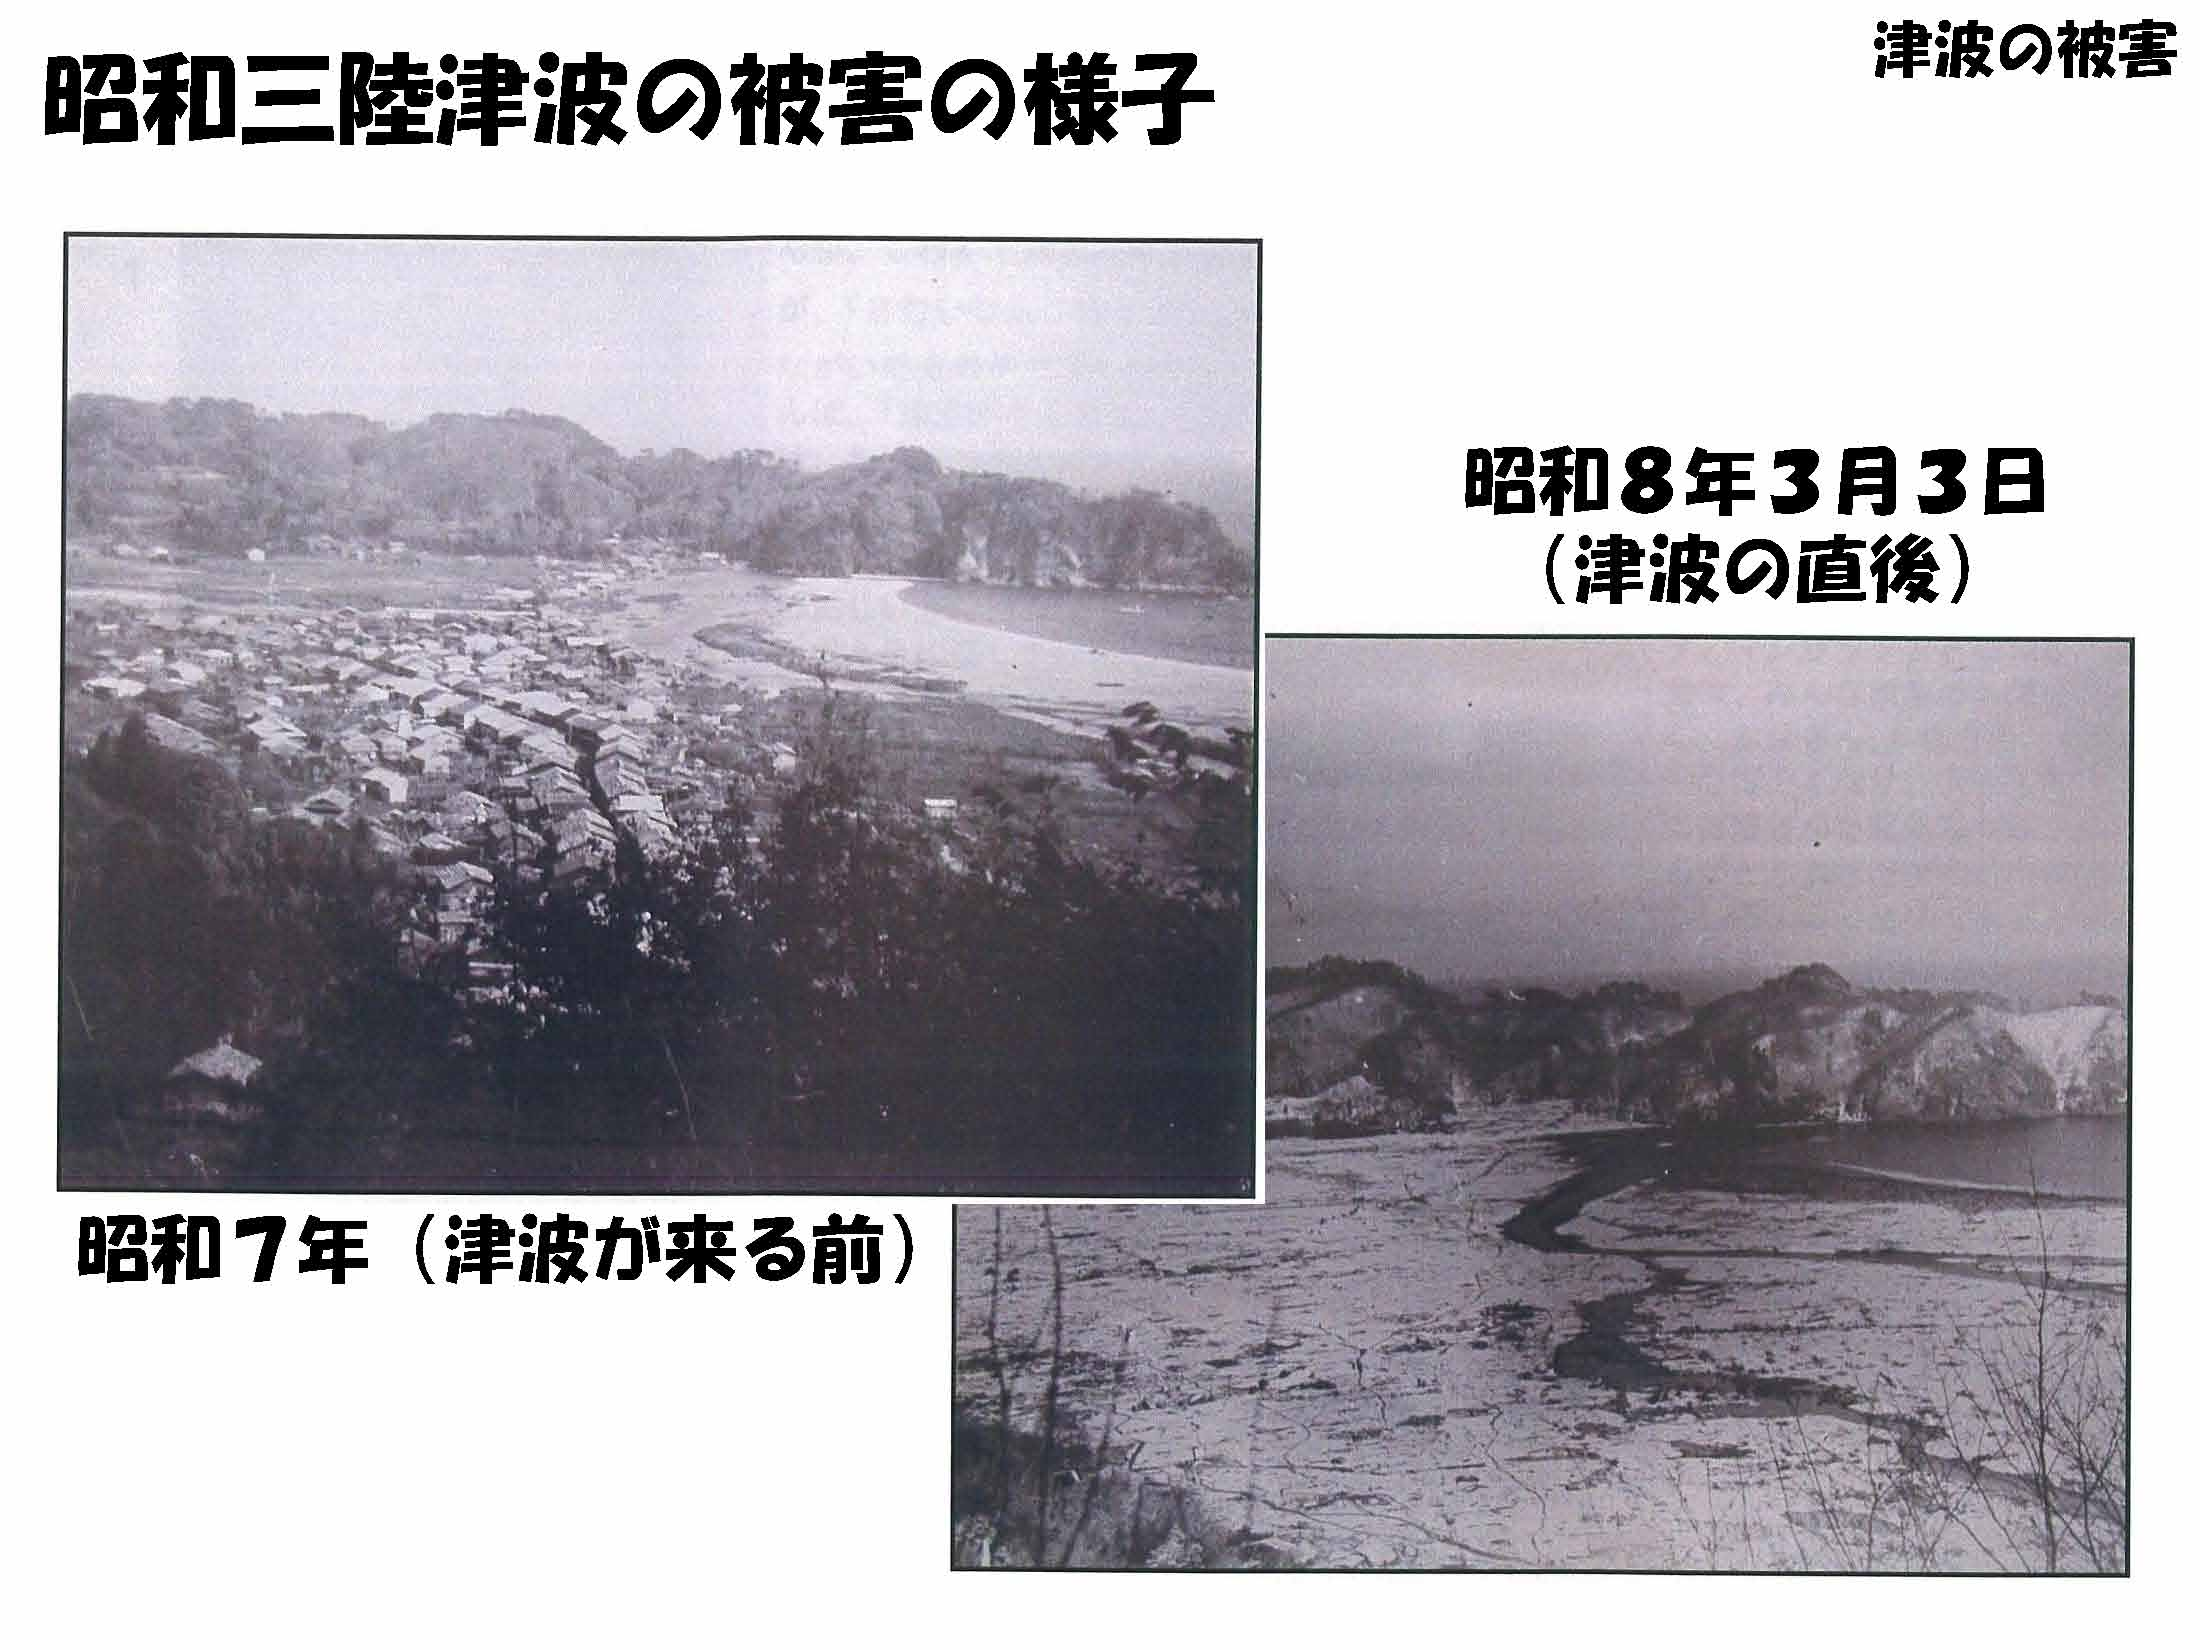 津波の被害
昭和三陸津波の被害の様子
昭和８年３月３日
（津波の直後）
昭和７年（津波が来る前）